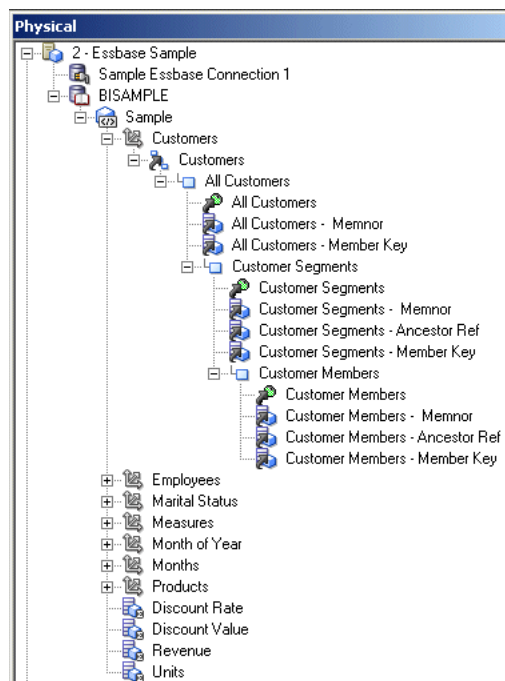 Physical
2 - Essbase Sample
Sample Essbase Connection 1
BISAMPLE
Sample
Customers
Customers
All Customers
All Customers
All Customers - Memnor
All Customers - Member Key
Customer Segments
Customer Segments
Customer Segments - Memnor
Customer Segments - Ancestor Ref
Customer Segments - Member Key
Customer Members
Customer Members
Customer Members - Memnor
Customer Members - Ancestor Ref
Customer Members - Member Key
Employees
Marital Status
Measures
Month of Year
Months
Products
Discount Rate
Discount Value
Revenue
Units